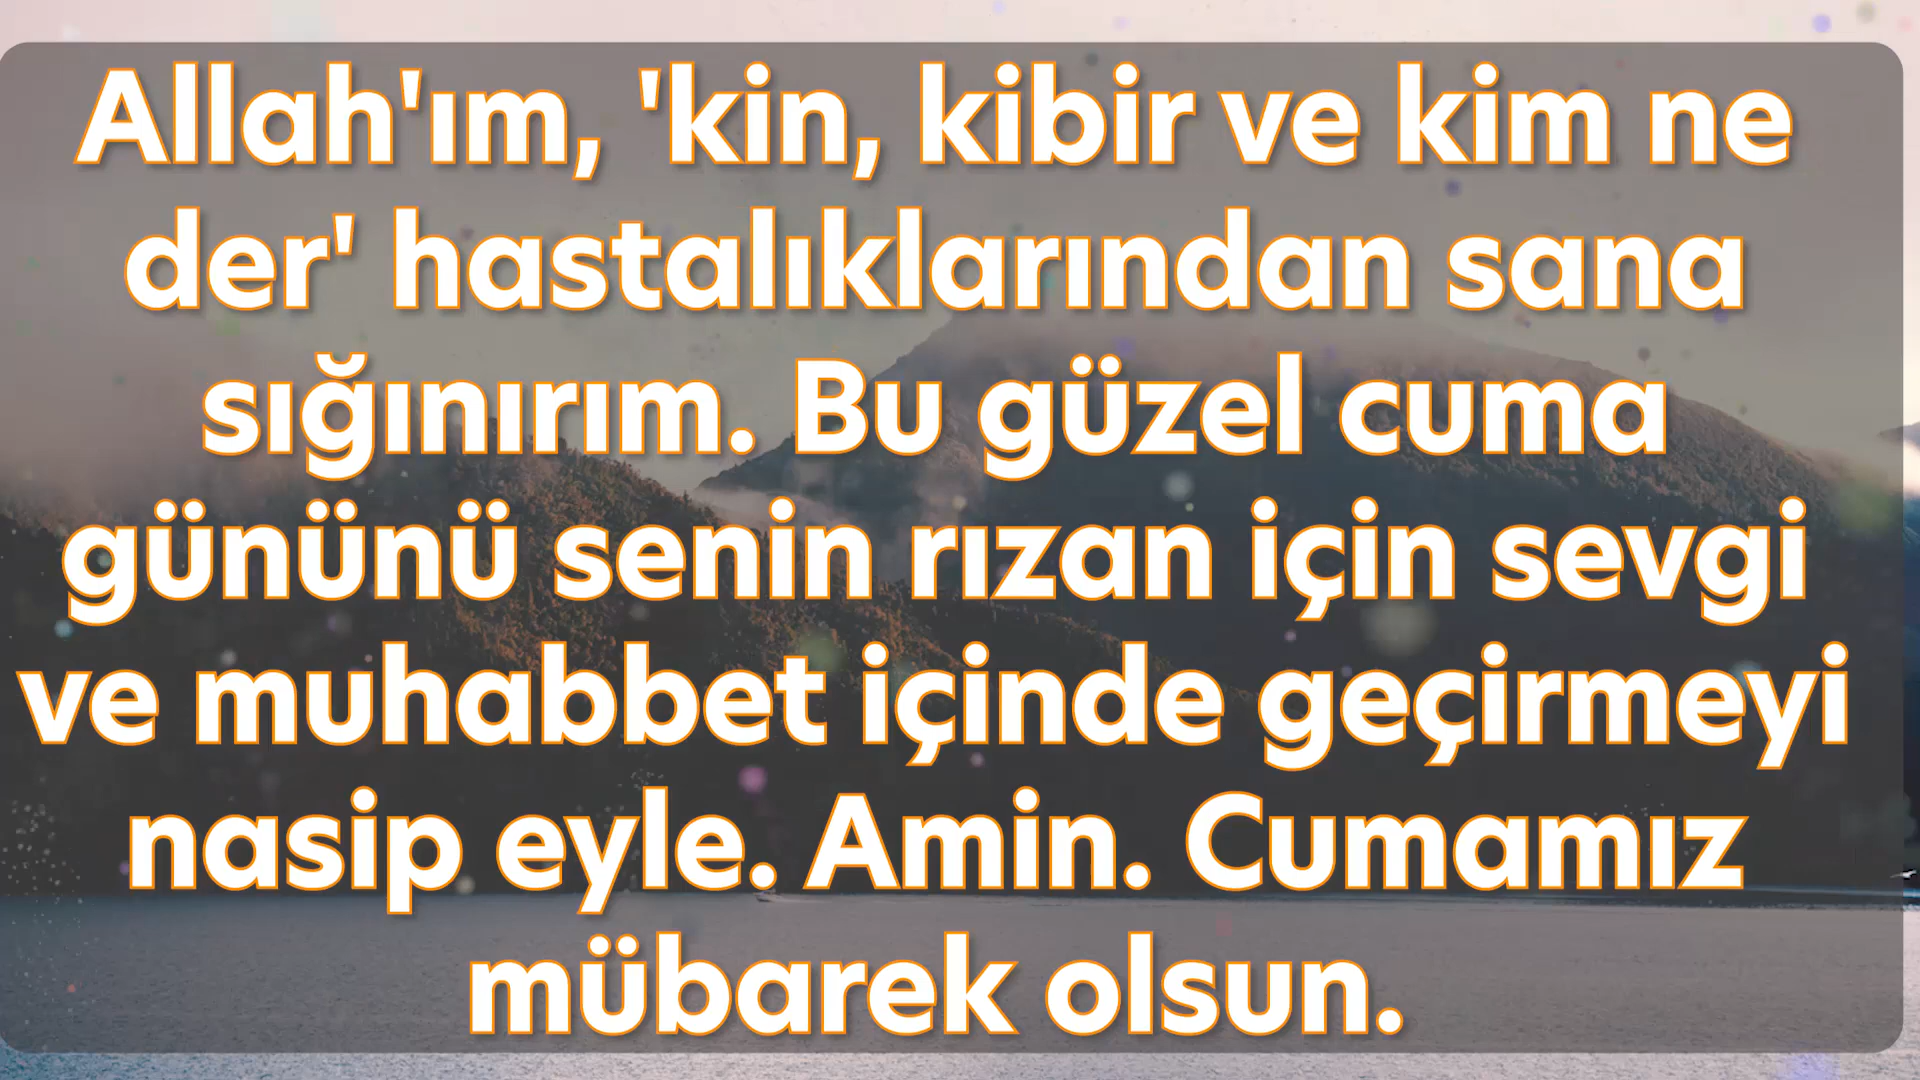 Allah'ım, 'kin, kibir ve kim ne
der' hastalıklarından sana
sığınırım. Bu güzel cuma
gününü senin rızan için sevgi
ve muhabbet içinde geçirmeyi
nasip eyle. Amin. Cumamız
mübarek olsun.